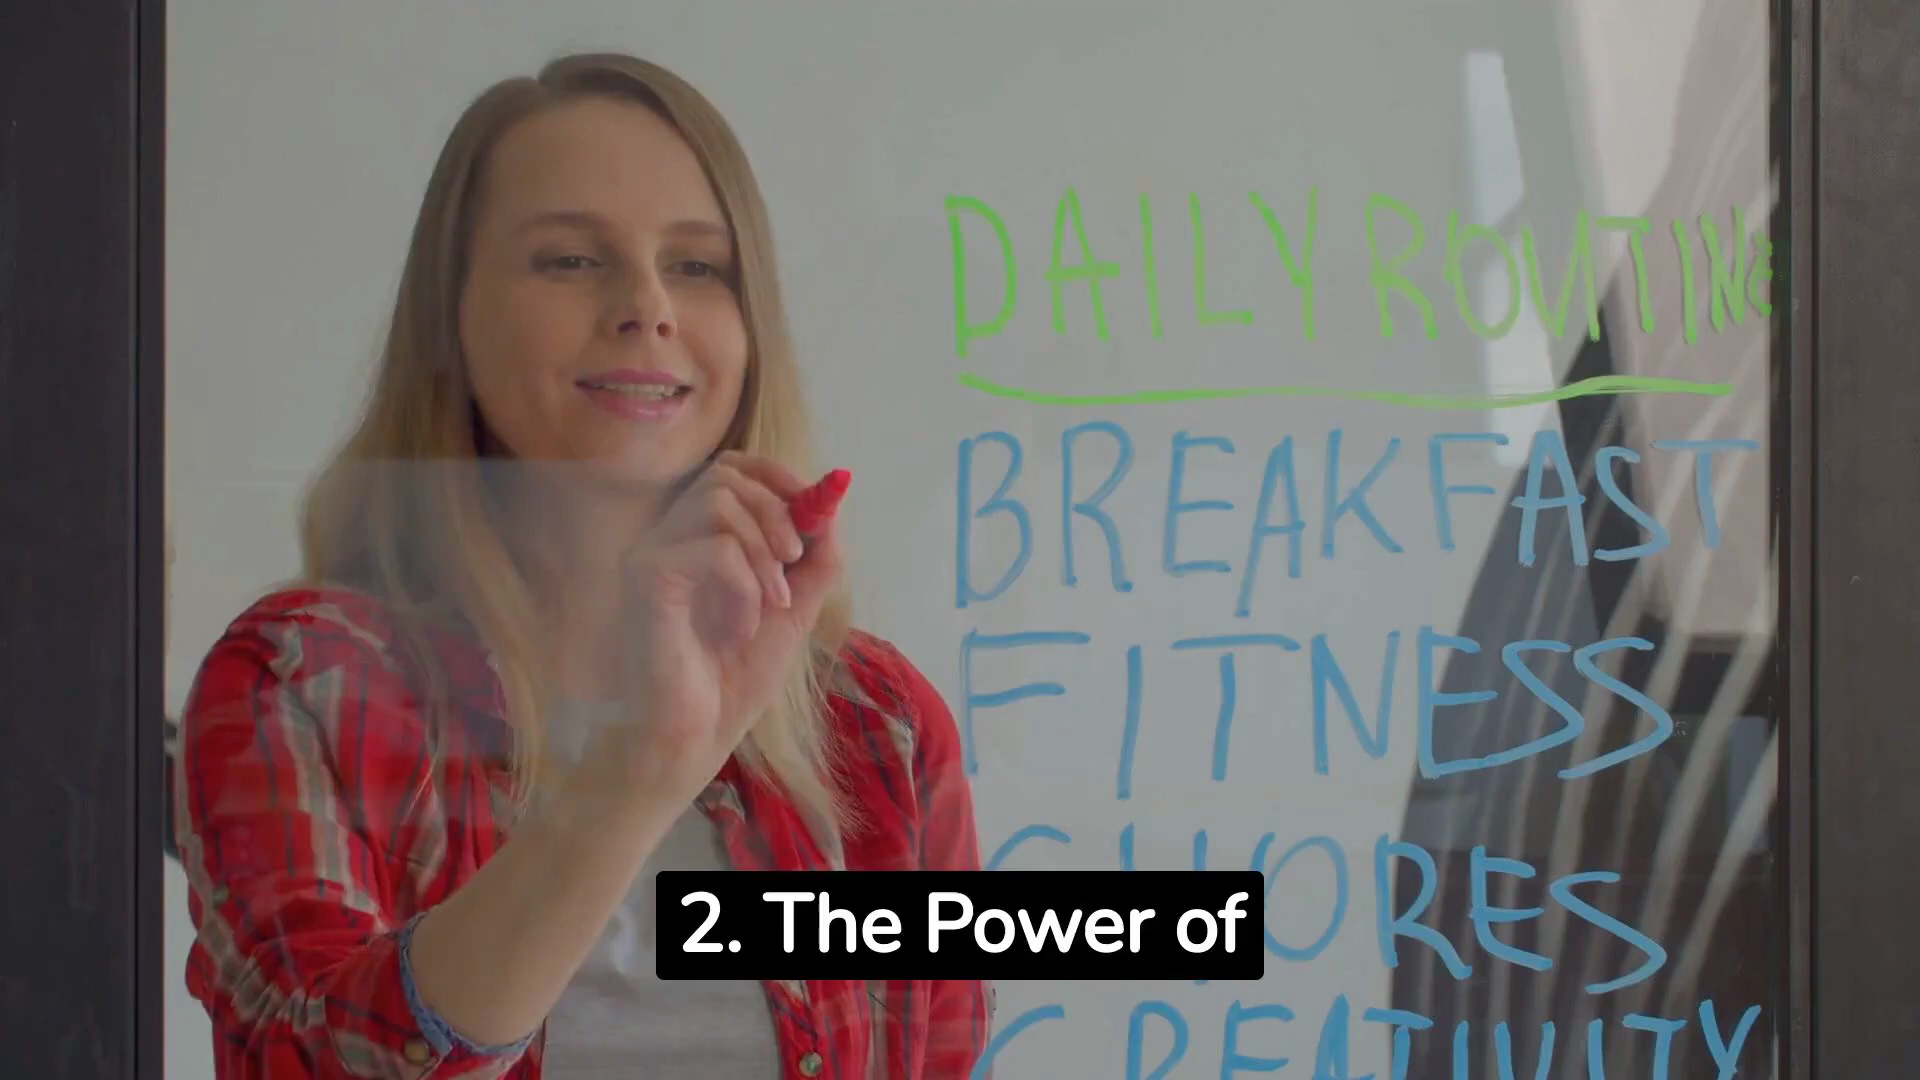 DAILY ROUTINE
BREAKFAST
FITNESS
CHORES
2. The Power of
CREATIVITY